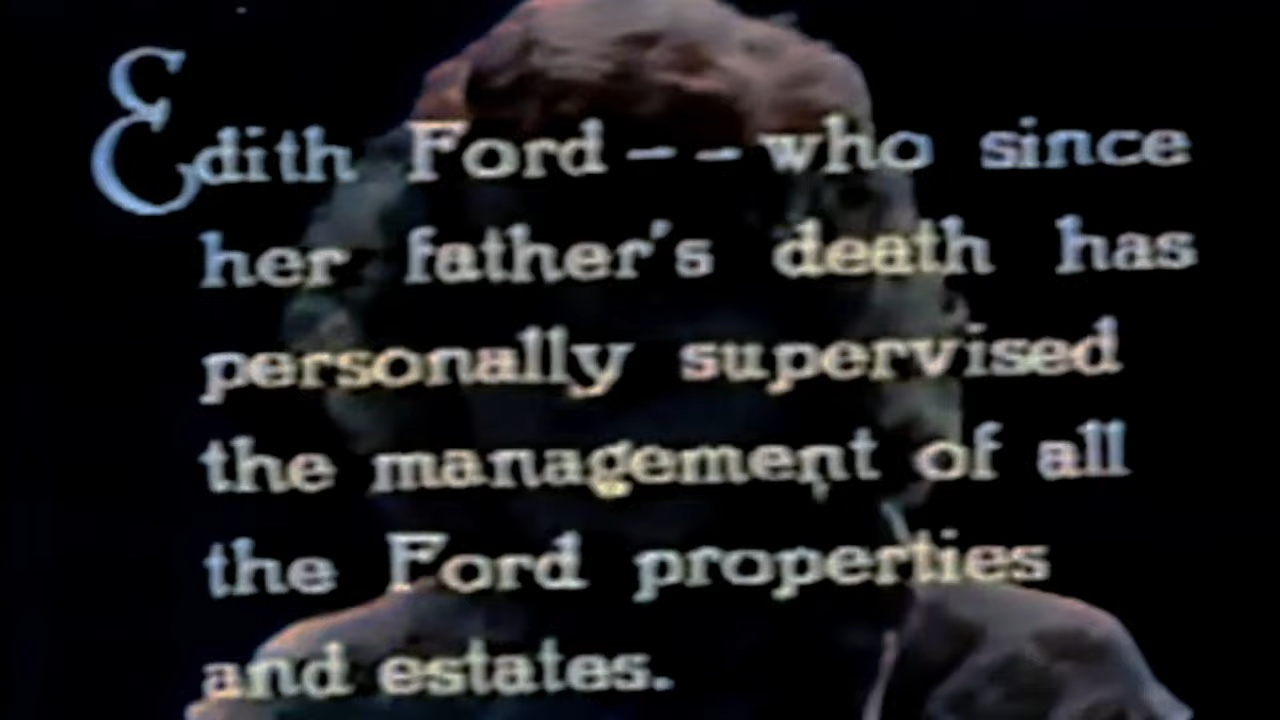 Edith Ford -- who since
her father's death has
personally supervised
the management of all
the Ford properties
and estates.